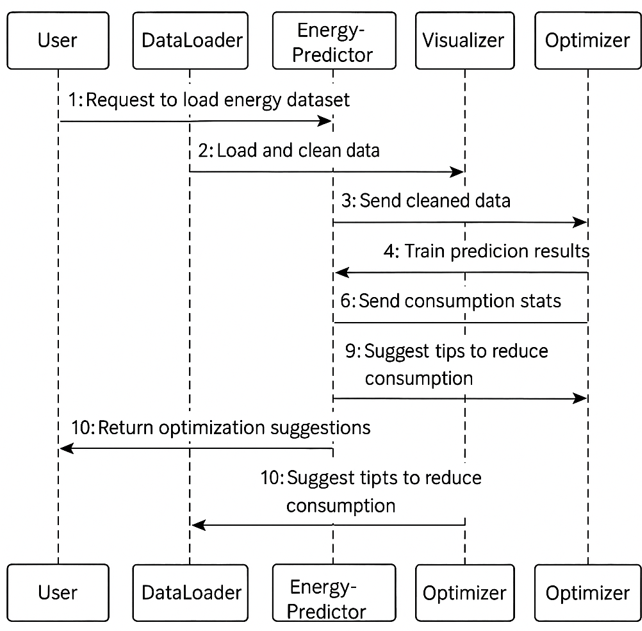 User
DataLoader
Energy-
Predictor
Visualizer
Optimizer
1: Request to load energy dataset
2: Load and clean data
3: Send cleaned data
4: Train predicion results
6: Send consumption stats
9: Suggest tips to reduce
consumption
10: Return optimization suggestions
10: Suggest tipts to reduce
consumption
User
DataLoader
Energy-
Predictor
Optimizer
Optimizer